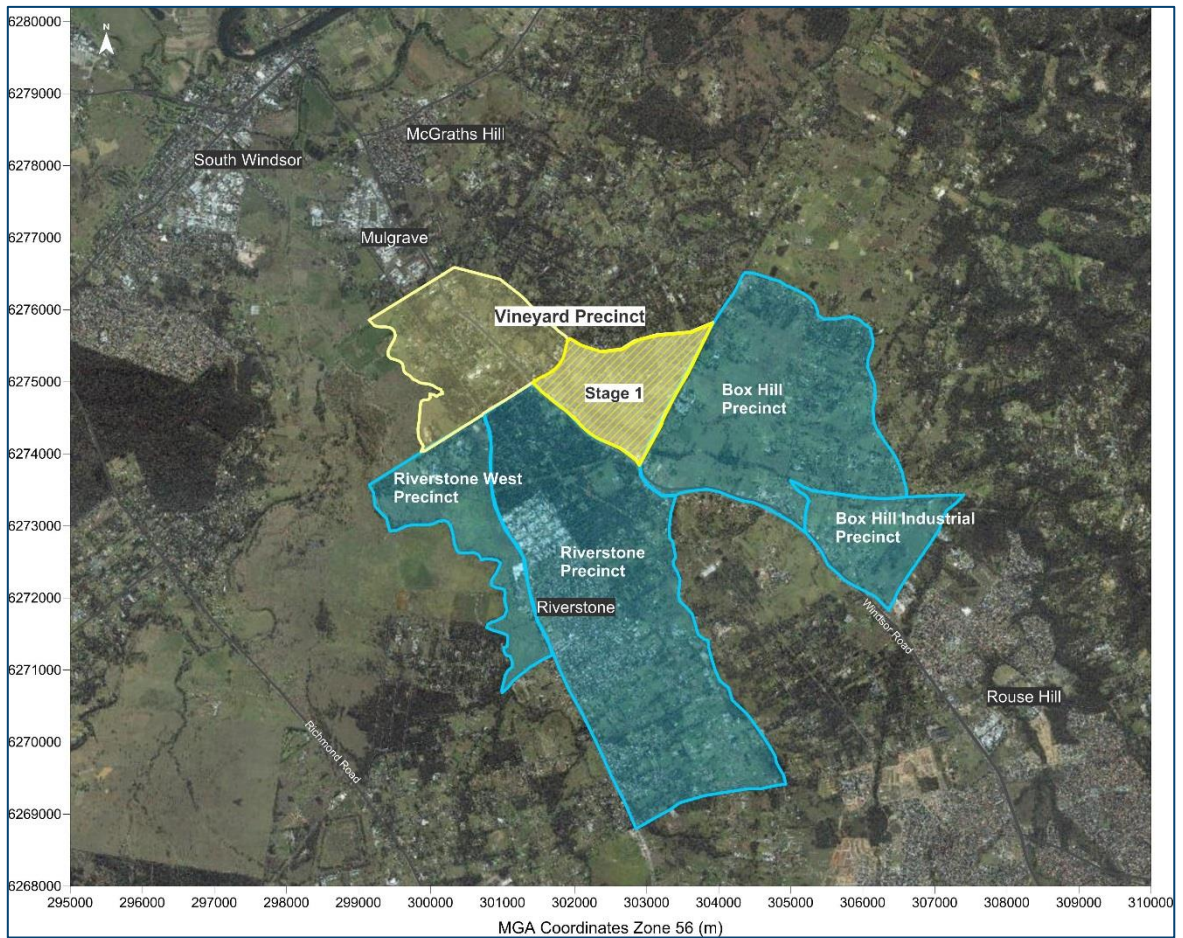 6280000
N
6279000
McGraths Hill
6278000
South Windsor
6277000
Mulgrave
6276000
Vineyard Precinct
6275000
Stage 1
Box Hill
Precinct
6274000
Riverstone West
Precinct
6273000
Box Hill Industrial
Precinct
Riverstone
Precinct
6272000
Riverstone
Windsor Road
6271000
Rouse Hill
6270000
Richmond Road
6269000
6268000
295000 296000 297000 298000 299000 300000 301000 302000 303000 304000 305000 306000 307000 308000 309000 310000
MGA Coordinates Zone 56 (m)